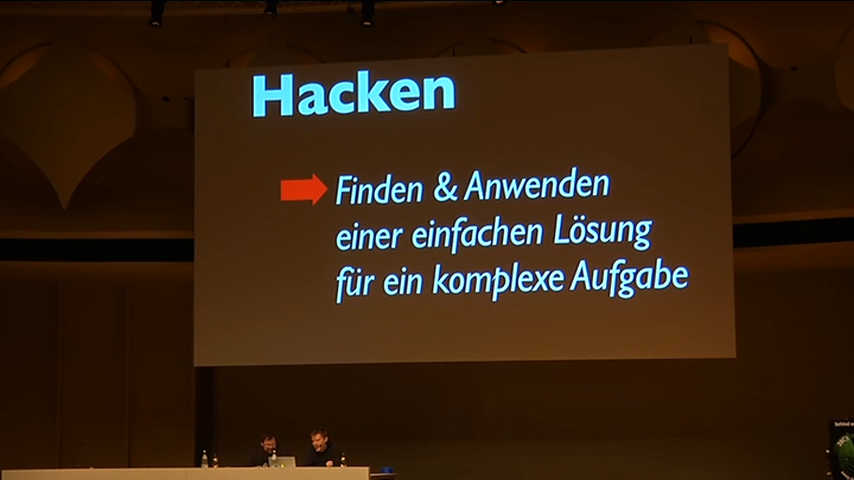 Hacken
Finden & Anwenden
einer einfachen Lösung
für ein komplexe Aufgabe